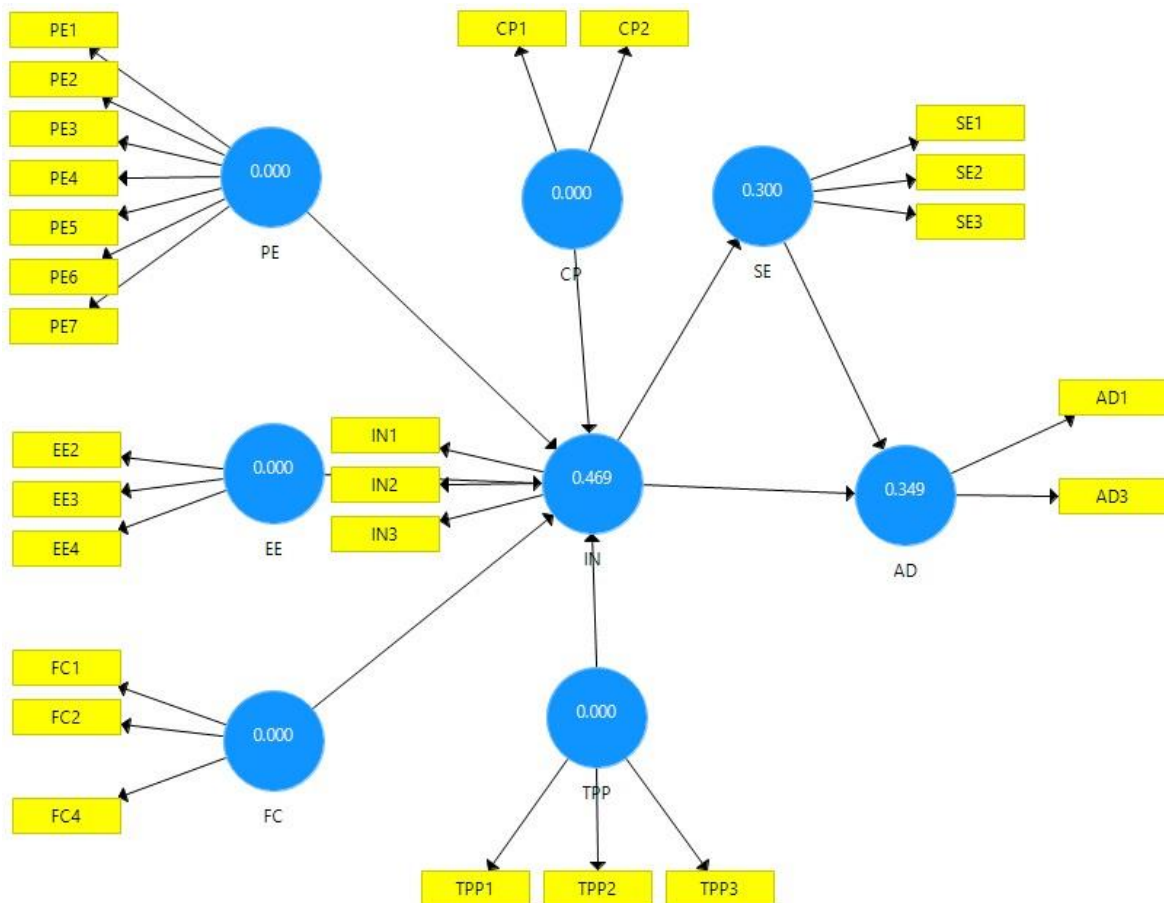 PE1
PE2
PE3
PE4
PE5
PE6
PE7
0.000
PE
CP1
CP2
0.000
CP
0.300
SE
SE1
SE2
SE3
EE2
EE3
EE4
0.000
EE
IN1
IN2
IN3
0.469
IN
0.349
AD
AD1
AD3
FC1
FC2
FC4
0.000
FC
0.000
TPP
TPP1
TPP2
TPP3